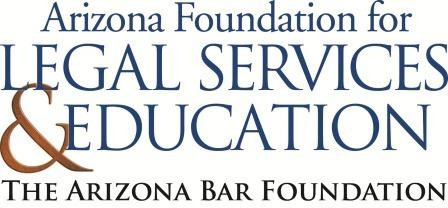 Arizona Foundation for
LEGAL SERVICES
& EDUCATION
THE ARIZONA BAR FOUNDATION